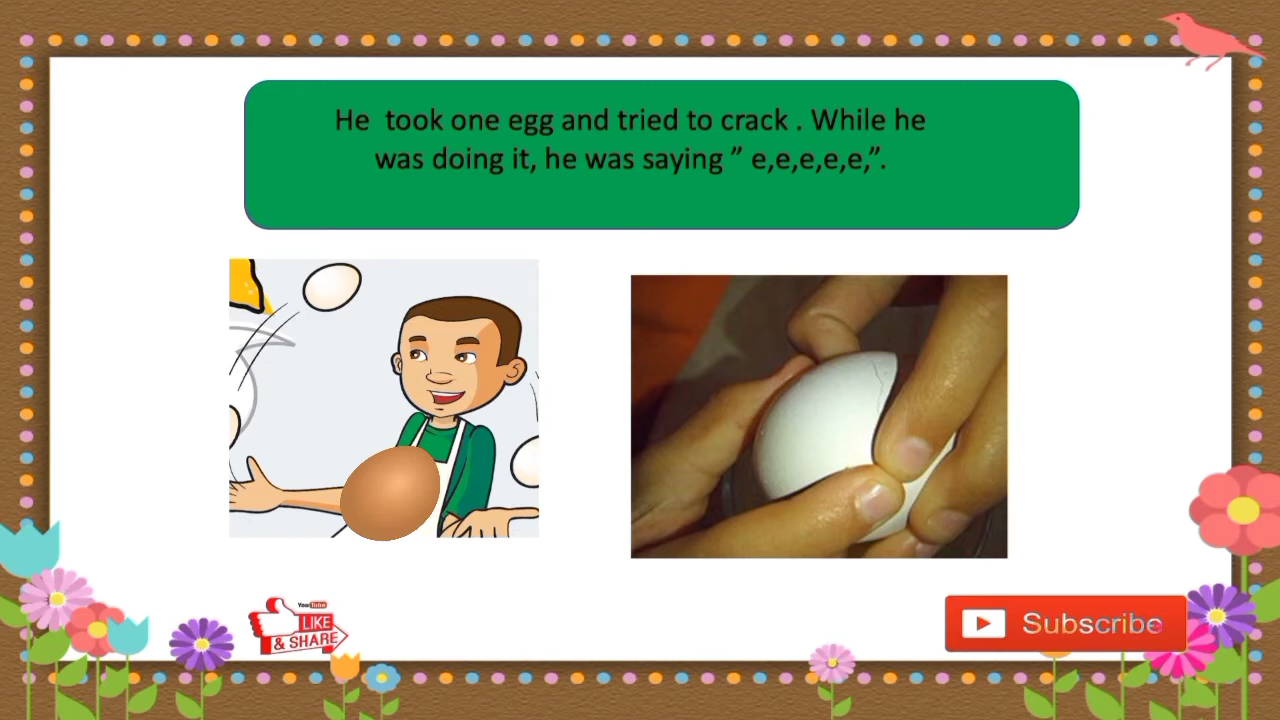 He  took one egg and tried to crack . While he
was doing it, he was saying ” e,e,e,e,e,”.
YouTube
LIKE
& SHARE
Subscribe